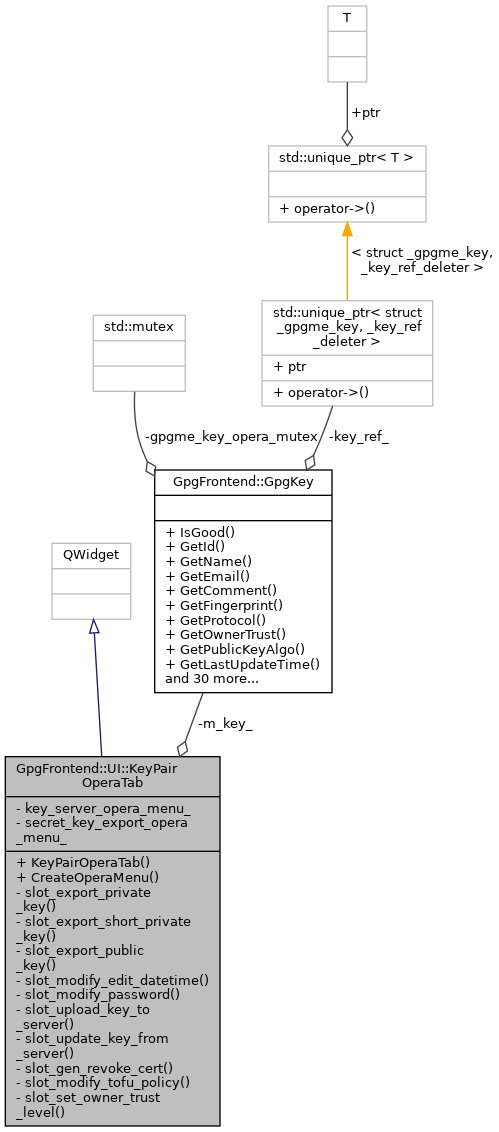 T
+ptr
std::unique_ptr< T >
+ operator->()
< struct _gpgme_key,
_key_ref_deleter >
std::unique_ptr< struct
_gpgme_key, _key_ref
_deleter >
+ ptr
+ operator->()
std::mutex
-gpgme_key_opera_mutex
-key_ref_
GpgFrontend::GpgKey
+ IsGood()
+ GetId()
+ GetName()
+ GetEmail()
+ GetComment()
+ GetFingerprint()
+ GetProtocol()
+ GetOwnerTrust()
+ GetPublicKeyAlgo()
+ GetLastUpdateTime()
and 30 more...
QWidget
-m_key_
GpgFrontend::UI::KeyPair
OperaTab
- key_server_opera_menu_
- secret_key_export_opera
_menu_
+ KeyPairOperaTab()
+ CreateOperaMenu()
- slot_export_private
_key()
- slot_export_short_private
_key()
- slot_export_public
_key()
- slot_modify_edit_datetime()
- slot_modify_password()
- slot_upload_key_to
_server()
- slot_update_key_from
_server()
- slot_gen_revoke_cert()
- slot_modify_tofu_policy()
- slot_set_owner_trust
_level()